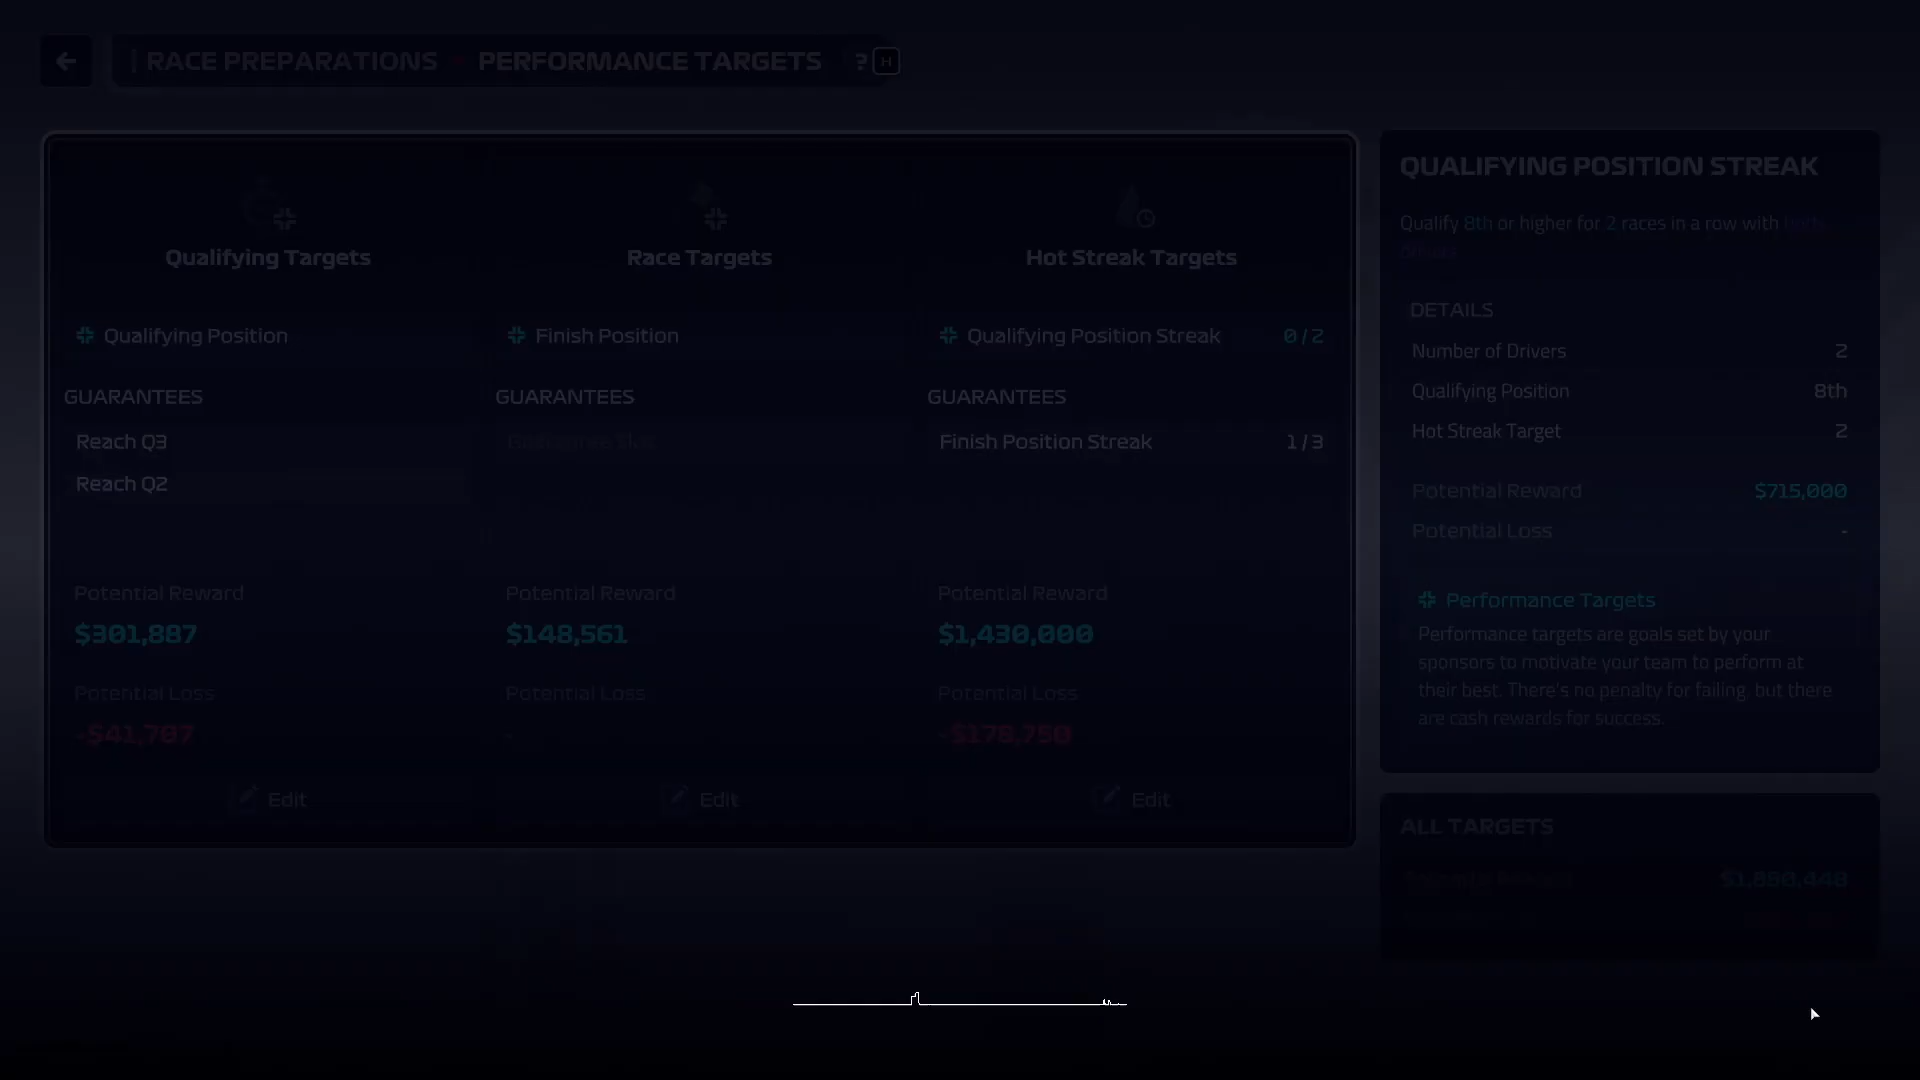 RACE PREPARATIONS
PERFORMANCE TARGETS
? H
Qualifying Targets
Qualifying Position
GUARANTEES
Reach Q3
Reach Q2
Potential Reward
$301,887
Potential Loss
-$41,787
Edit
Race Targets
Finish Position
GUARANTEES
Potential Reward
$148,561
Potential Loss
-
Edit
Hot Streak Targets
Qualifying Position Streak 0/2
GUARANTEES
Finish Position Streak 1/3
Potential Reward
$1,430,000
Potential Loss
-$178,750
Edit
QUALIFYING POSITION STREAK
Qualify 8th or higher for 2 races in a row with both
drivers
DETAILS
Number of Drivers 2
Qualifying Position 8th
Hot Streak Target 2
Potential Reward $715,000
Potential Loss -
Performance Targets
Performance targets are goals set by your
sponsors to motivate your team to perform at
their best. There's no penalty for failing, but there
are cash rewards for success.
ALL TARGETS